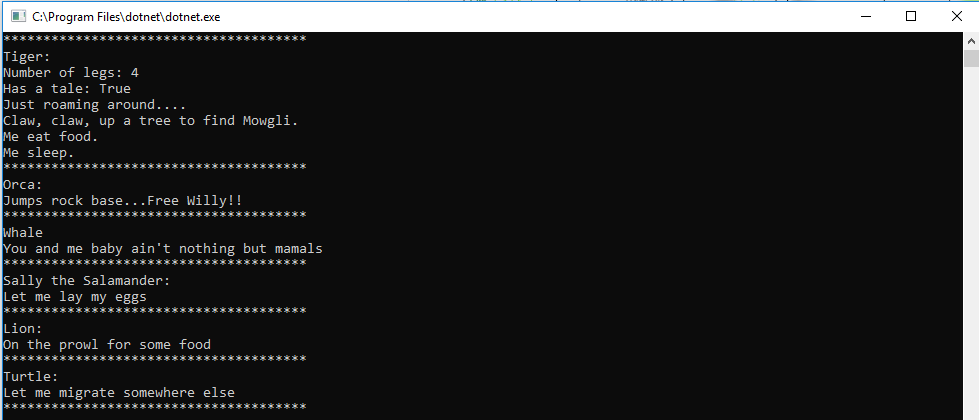 C:\Program Files\dotnet\dotnet.exe
**************************************
Tiger:
Number of legs: 4
Has a tale: True
Just roaming around....
Claw, claw, up a tree to find Mowgli.
Me eat food.
Me sleep.
**************************************
Orca:
Jumps rock base...Free Willy!!
**************************************
Whale
You and me baby ain't nothing but mamals
**************************************
Sally the Salamander:
Let me lay my eggs
**************************************
Lion:
On the prowl for some food
**************************************
Turtle:
Let me migrate somewhere else
**************************************